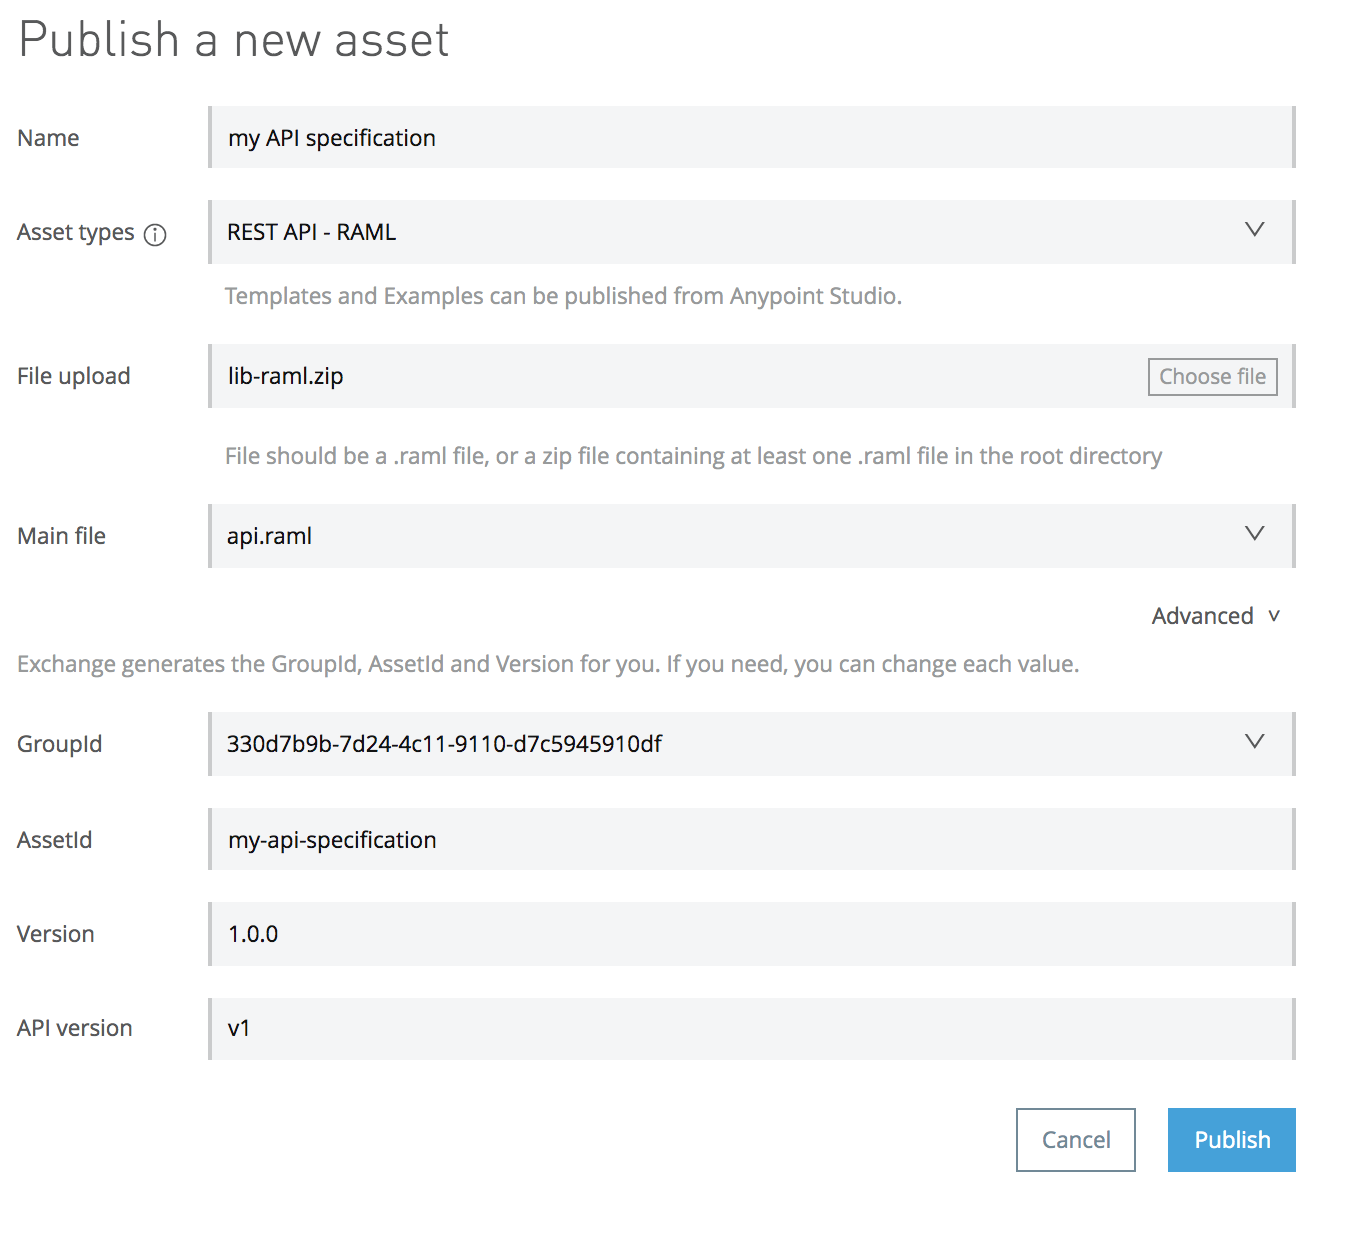 Publish a new asset
Name
my API specification
Asset types
REST API - RAML
Templates and Examples can be published from Anypoint Studio.
File upload
lib-raml.zip
Choose file
File should be a .raml file, or a zip file containing at least one .raml file in the root directory
Main file
api.raml
Advanced
Exchange generates the GroupId, AssetId and Version for you. If you need, you can change each value.
GroupId
330d7b9b-7d24-4c11-9110-d7c5945910df
AssetId
my-api-specification
Version
1.0.0
API version
v1
Cancel
Publish